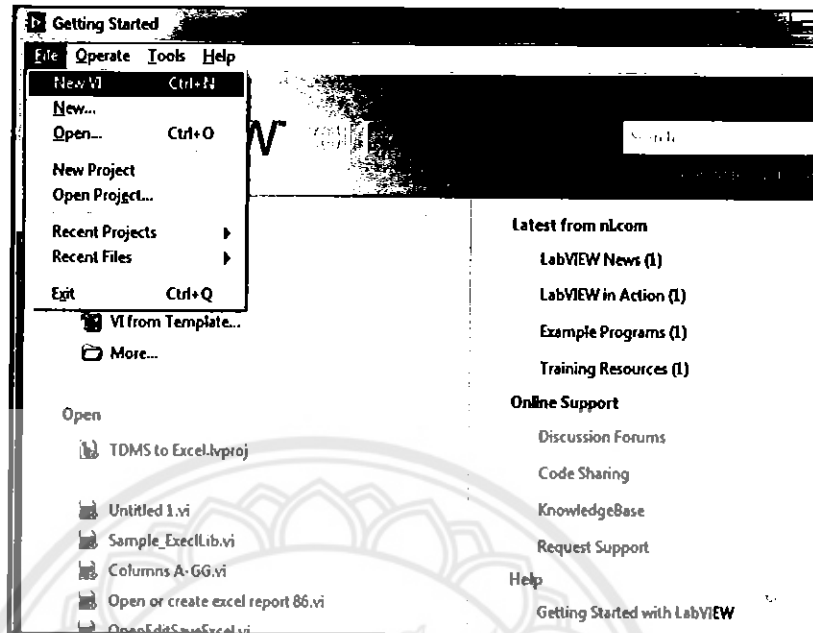 Getting Started
File Operate Tools Help
New VI Ctrl+N
New...
Open... Ctrl+O
New Project
Open Project...
Recent Projects
Recent Files
Exit Ctrl+Q
VI from Template...
More...
Open
TDMS to Excel.lvproj
Untitled 1.vi
Sample_ExeclLib.vi
Columns A-GG.vi
Open or create excel report 86.vi
OpenEditSaveExcel.vi
Search
Latest from ni.com
LabVIEW News (1)
LabVIEW in Action (1)
Example Programs (1)
Training Resources (1)
Online Support
Discussion Forums
Code Sharing
KnowledgeBase
Request Support
Help
Getting Started with LabVIEW